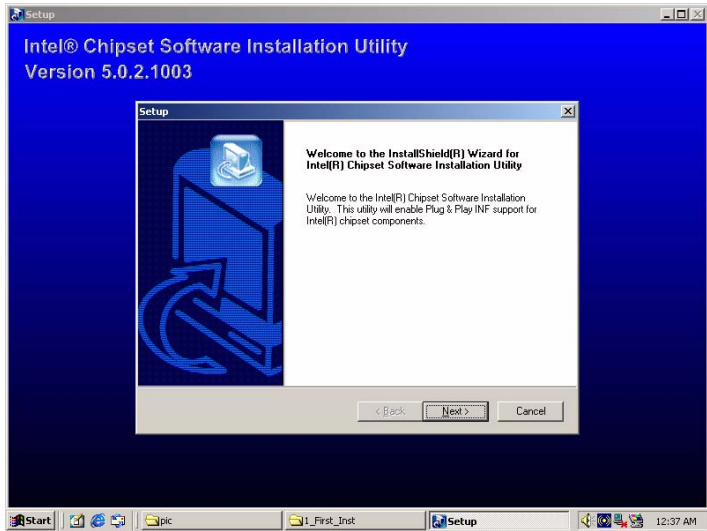 Setup
Intel® Chipset Software Installation Utility
Version 5.0.2.1003
Setup
Welcome to the InstallShield(R) Wizard for
Intel(R) Chipset Software Installation Utility
Welcome to the Intel(R) Chipset Software Installation
Utility. This utility will enable Plug & Play INF support for
Intel(R) chipset components.
< Back
Next >
Cancel
Start
pic
1_First_Inst
Setup
12:37 AM